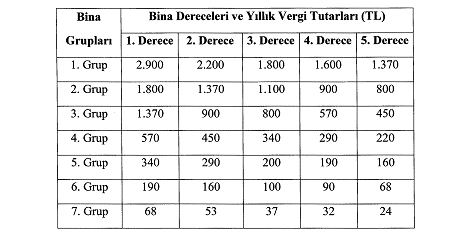 Bina Grupları Bina Dereceleri ve Yıllık Vergi Tutarları (TL)
1. Derece 2. Derece 3. Derece 4. Derece 5. Derece
1. Grup 2.900 2.200 1.800 1.600 1.370
2. Grup 1.800 1.370 1.100 900 800
3. Grup 1.370 900 800 570 450
4. Grup 570 450 340 290 220
5. Grup 340 290 200 190 160
6. Grup 190 160 100 90 68
7. Grup 68 53 37 32 24